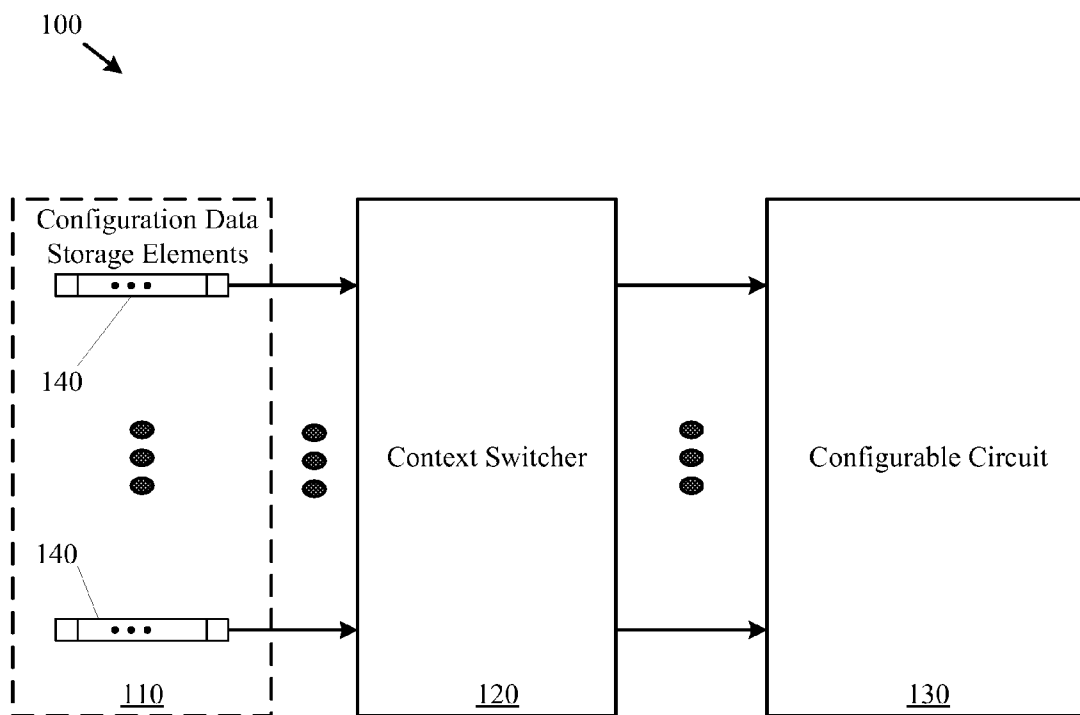 100
Configuration Data
Storage Elements
140
Context Switcher
Configurable Circuit
140
110
120
130